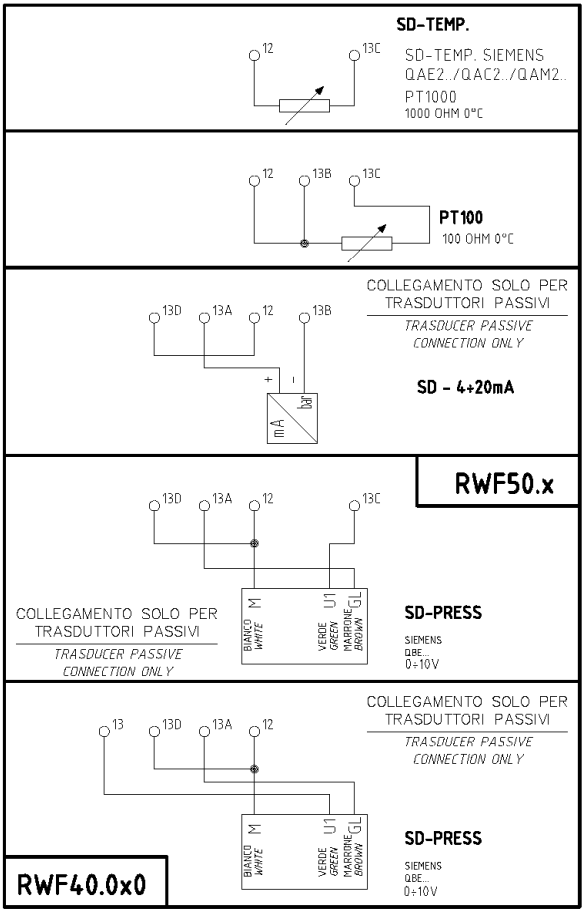 SD-TEMP.
12 13C
SD-TEMP. SIEMENS
QAE2../QAC2../QAM2..
PT1000
1000 OHM 0°C
12 13B 13C
PT100
100 OHM 0°C
COLLEGAMENTO SOLO PER
TRASDUTTORI PASSIVI
TRASDUCER PASSIVE
CONNECTION ONLY
13D 13A 12 13B
+ -
mA bar
SD - 4÷20mA
RWF50.x
13D 13A 12 13C
M U1 GL
BIANCO
WHITE
VERDE
GREEN
MARRONE
BROWN
COLLEGAMENTO SOLO PER
TRASDUTTORI PASSIVI
TRASDUCER PASSIVE
CONNECTION ONLY
SD-PRESS
SIEMENS
QBE...
0÷10V
COLLEGAMENTO SOLO PER
TRASDUTTORI PASSIVI
TRASDUCER PASSIVE
CONNECTION ONLY
13 13D 13A 12
M U1 GL
BIANCO
WHITE
VERDE
GREEN
MARRONE
BROWN
SD-PRESS
SIEMENS
QBE...
0÷10V
RWF40.0x0